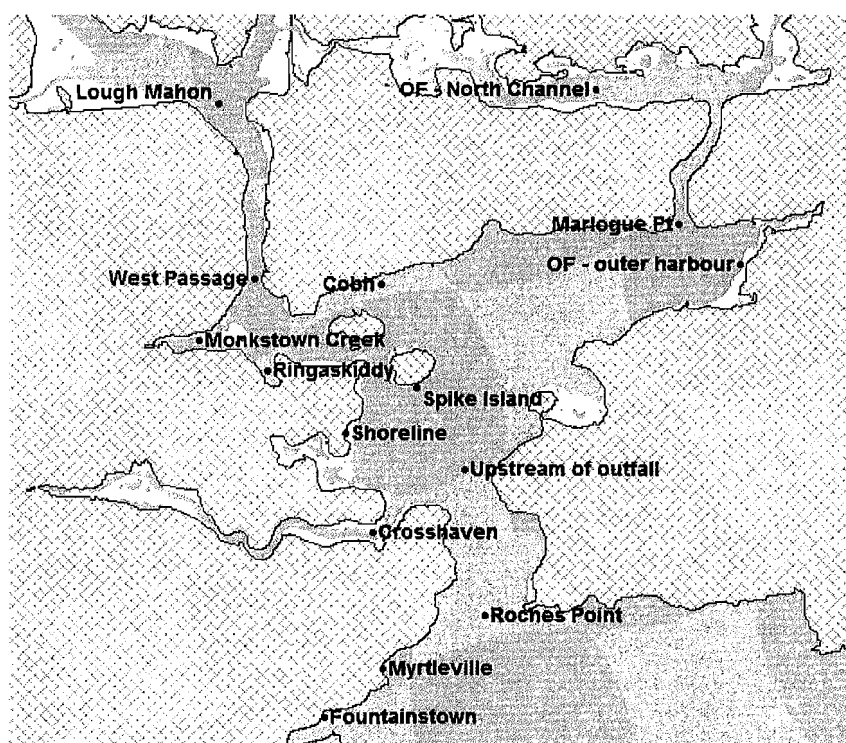 Lough Mahon
OF - North Channel
Marlogue Pt
West Passage
Cobh
OF - outer harbour
Monkstown Creek
Ringaskiddy
Spike Island
Shoreline
Upstream of outfall
Crosshaven
Roches Point
Myrtleville
Fountainstown